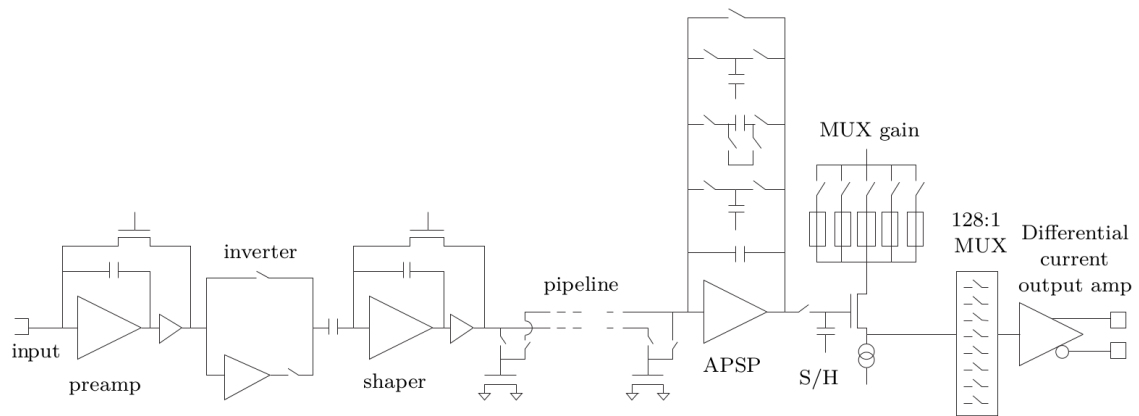 MUX gain
128:1
MUX
Differential
current
output amp
inverter
pipeline
input
preamp
shaper
APSP
S/H